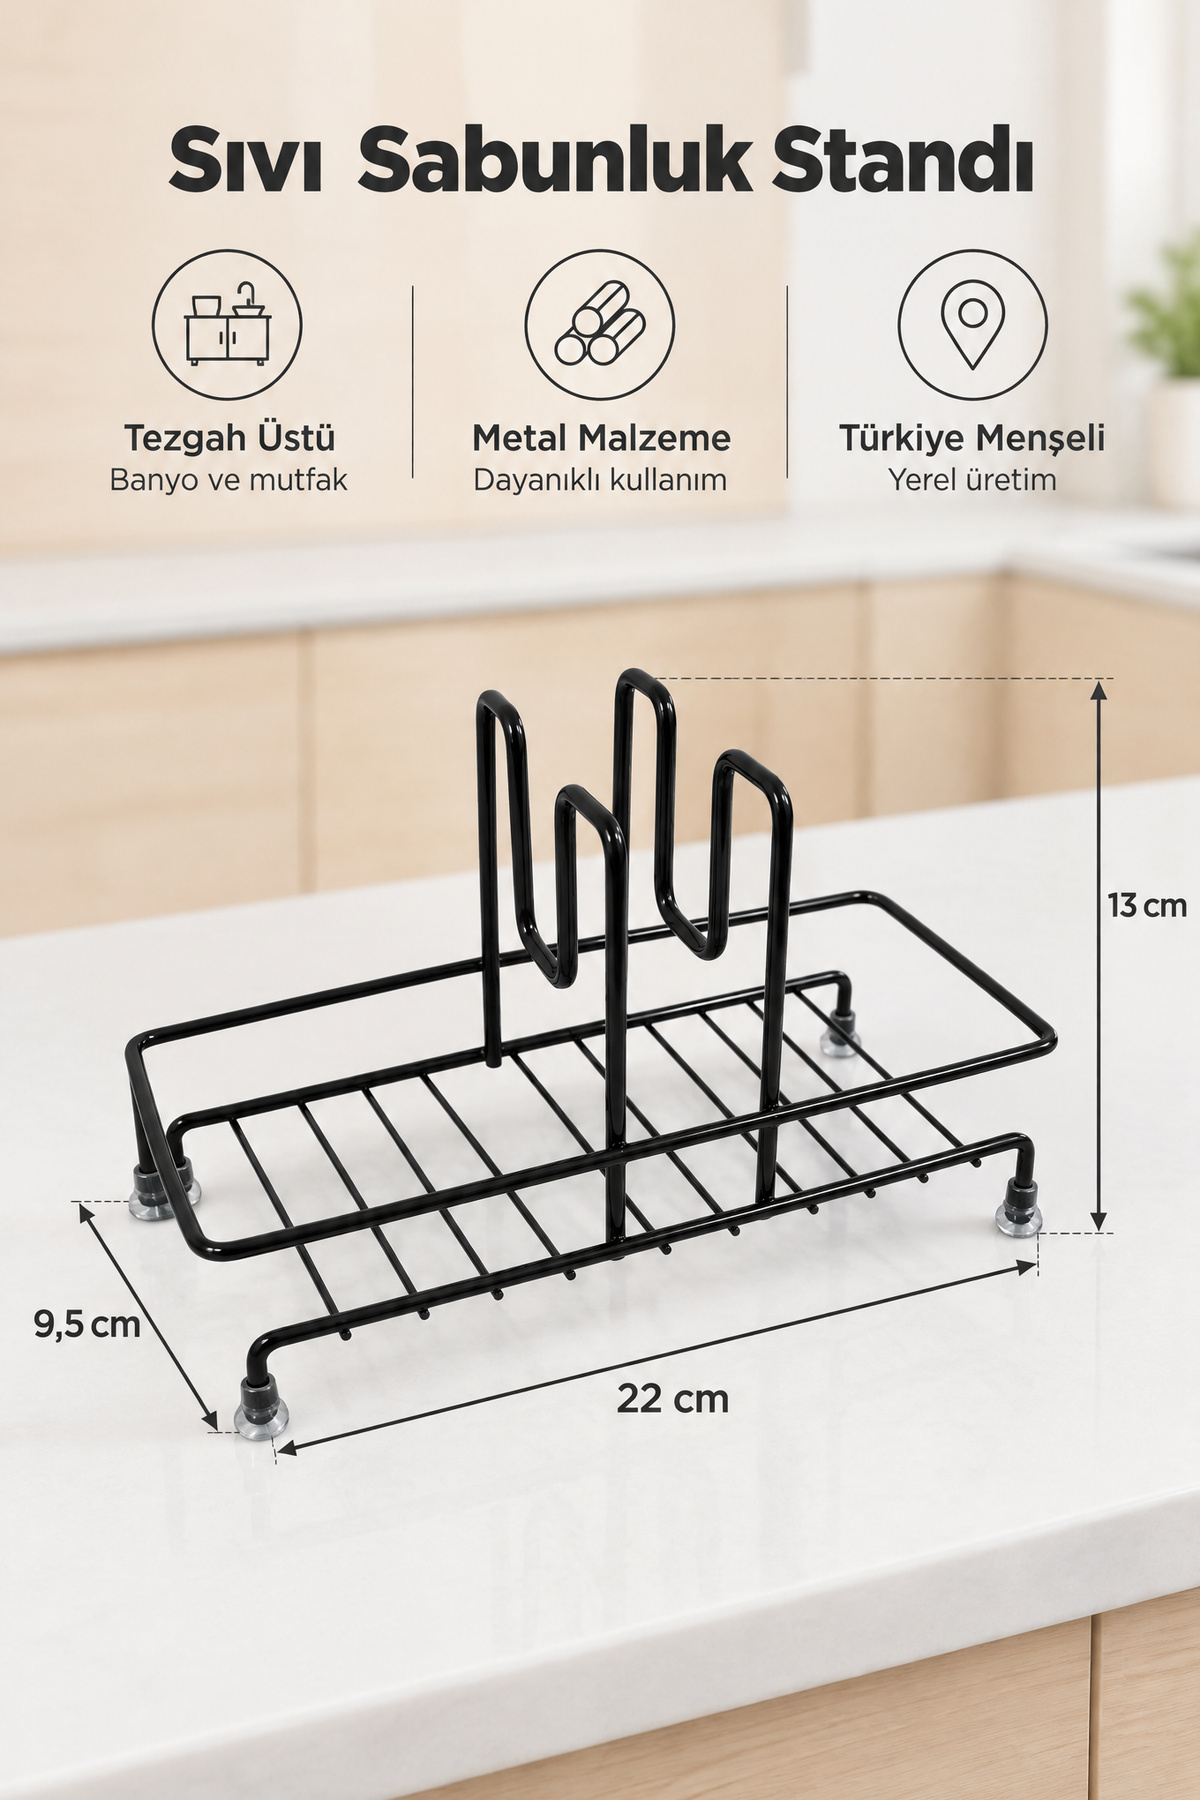 Sıvı Sabunluk Standı
Tezgah Üstü
Banyo ve mutfak
Metal Malzeme
Dayanıklı kullanım
Türkiye Menşeli
Yerel üretim
13 cm
9,5 cm
22 cm